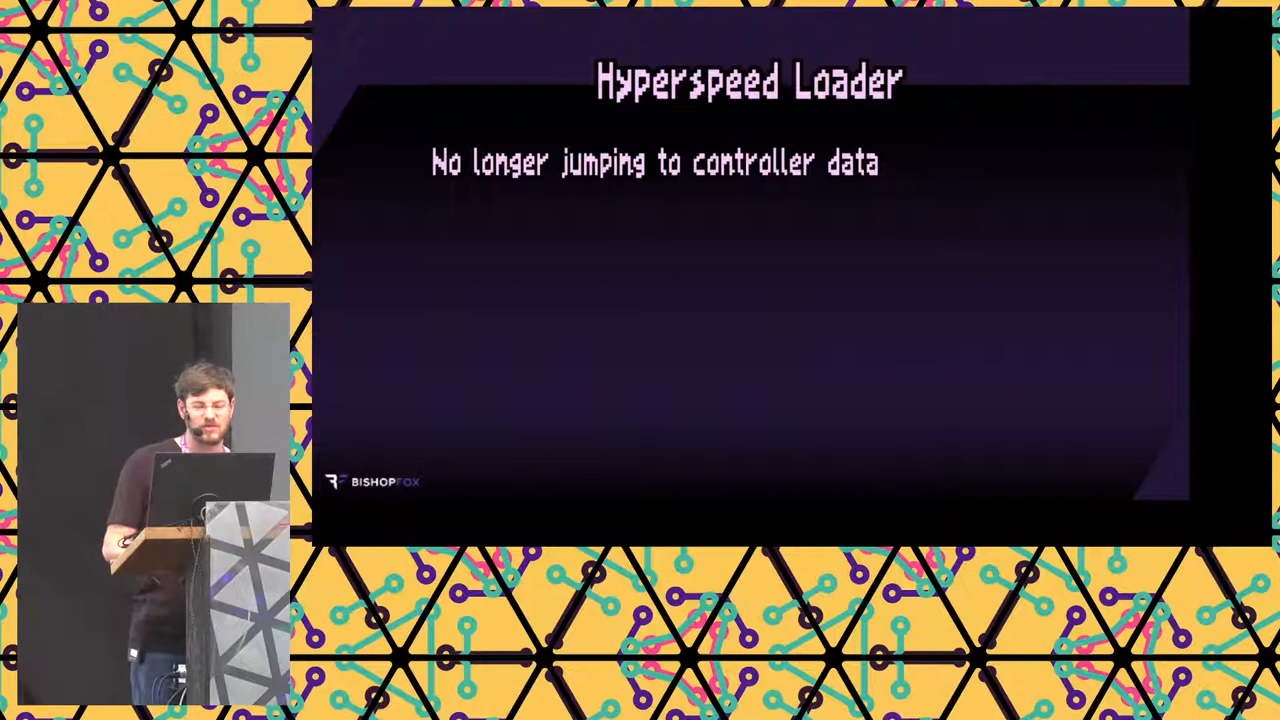 Hyperspeed Loader
No longer jumping to controller data
BISHOPFOX